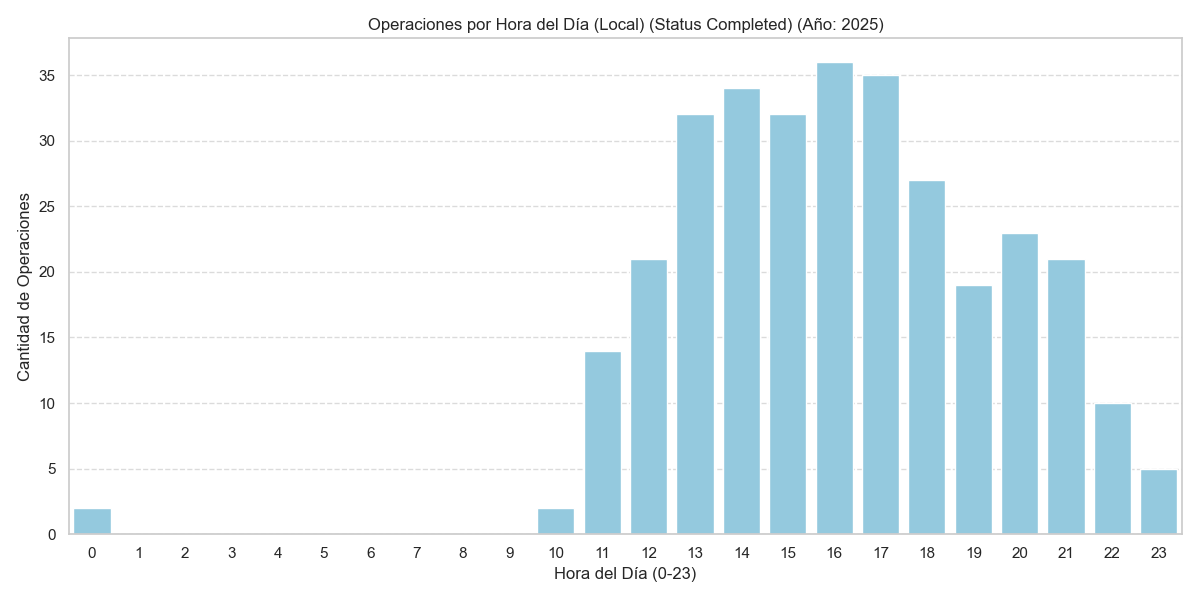 Operaciones por Hora del Día (Local) (Status Completed) (Año: 2025)
Cantidad de Operaciones
35
30
25
20
15
10
5
0
0 1 2 3 4 5 6 7 8 9 10 11 12 13 14 15 16 17 18 19 20 21 22 23
Hora del Día (0-23)